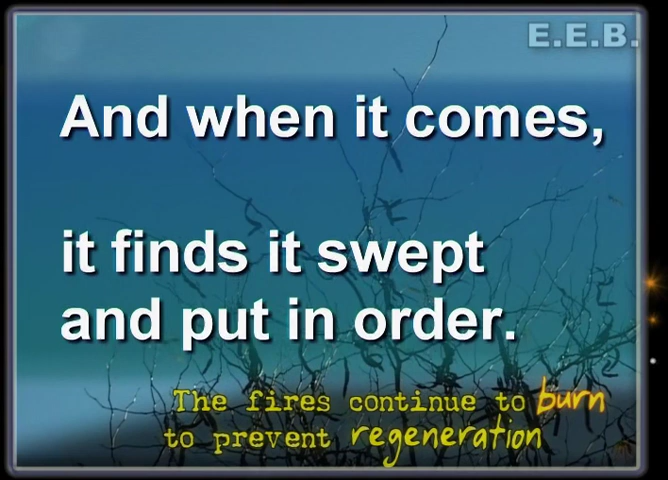 E.E.B.
And when it comes,
it finds it swept
and put in order.
The fires continue to burn
to prevent regeneration